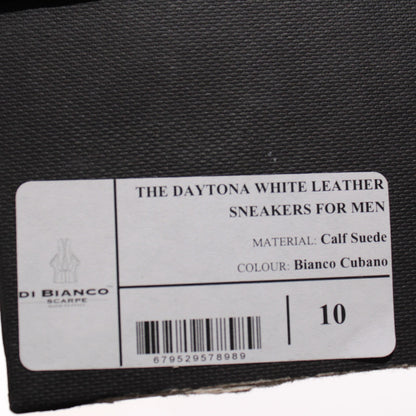 THE DAYTONA WHITE LEATHER
SNEAKERS FOR MEN
MATERIAL: Calf Suede
COLOUR: Bianco Cubano
DI BIANCO
SCARPE
10
679529578989